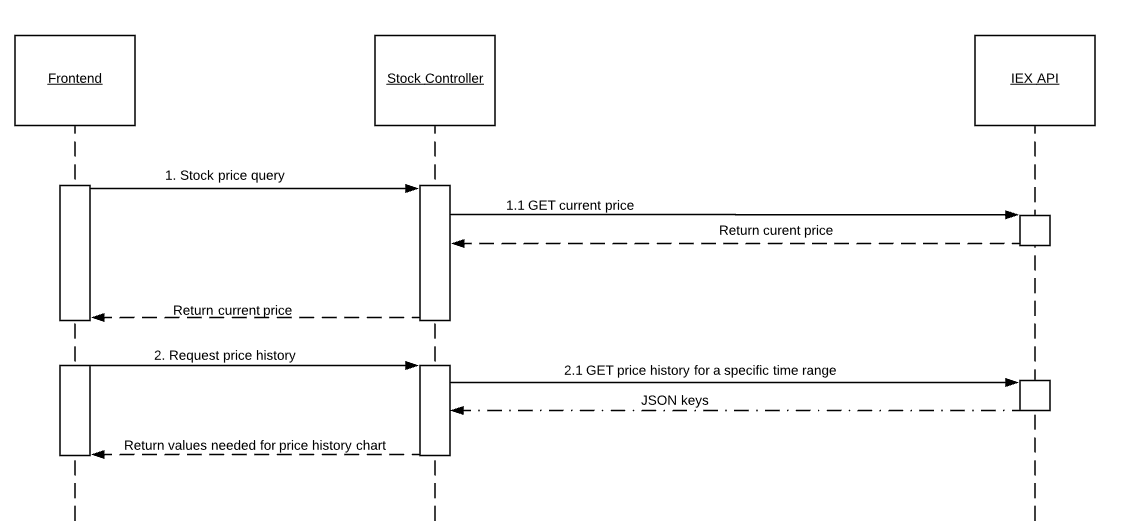 Frontend
Stock Controller
IEX API
1. Stock price query
1.1 GET current price
Return curent price
Return current price
2. Request price history
2.1 GET price history for a specific time range
JSON keys
Return values needed for price history chart